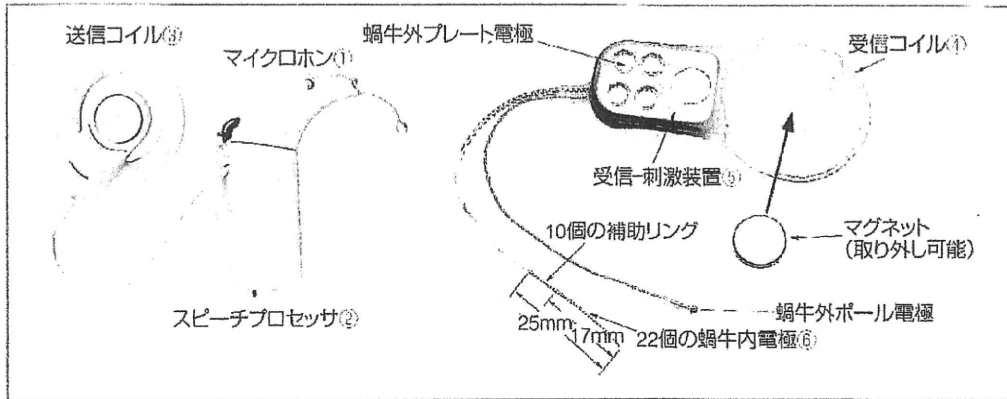 送信コイル③
マイクロホン①
スピーチプロセッサ②
蝸牛外プレート電極
受信コイル④
受信-刺激装置⑤
マグネット
(取り外し可能)
10個の補助リング
25mm
17mm
22個の蝸牛内電極⑥
蝸牛外ボール電極